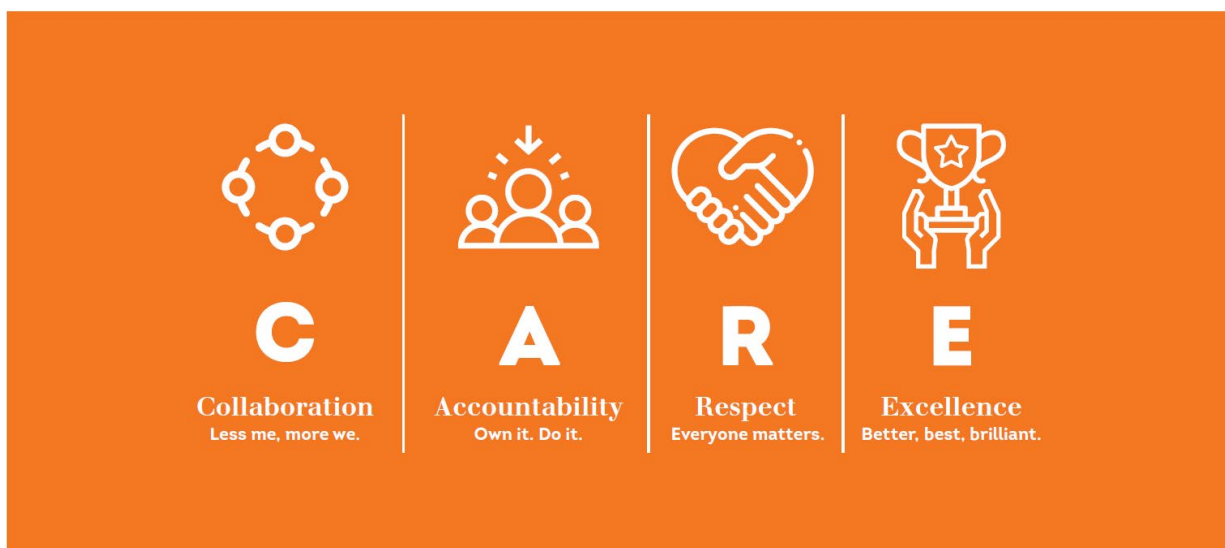 C
Collaboration
Less me, more we.
A
Accountability
Own it. Do it.
R
Respect
Everyone matters.
E
Excellence
Better, best, brilliant.